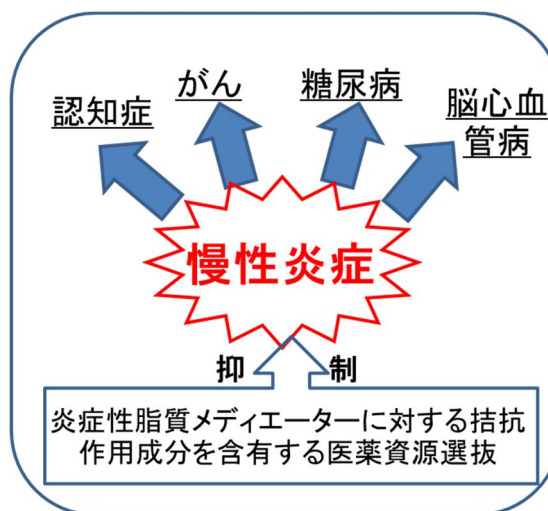 認知症
がん
糖尿病
脳心血
管病
慢性炎症
抑 制
炎症性脂質メディエーターに対する拮抗
作用成分を含有する医薬資源選抜